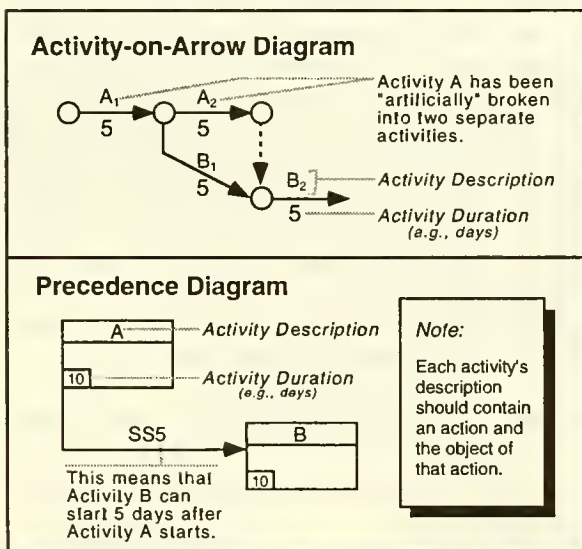 Activity-on-Arrow Diagram
A1
A2
5
5
Activity A has been
"artificially" broken
into two separate
activities.
B1
5
B2
5
Activity Description
Activity Duration
(e.g., days)
Precedence Diagram
A
10
Activity Description
Activity Duration
(e.g., days)
SS5
B
10
This means that
Activity B can
start 5 days after
Activity A starts.
Note:
Each activity's
description
should contain
an action and
the object of
that action.